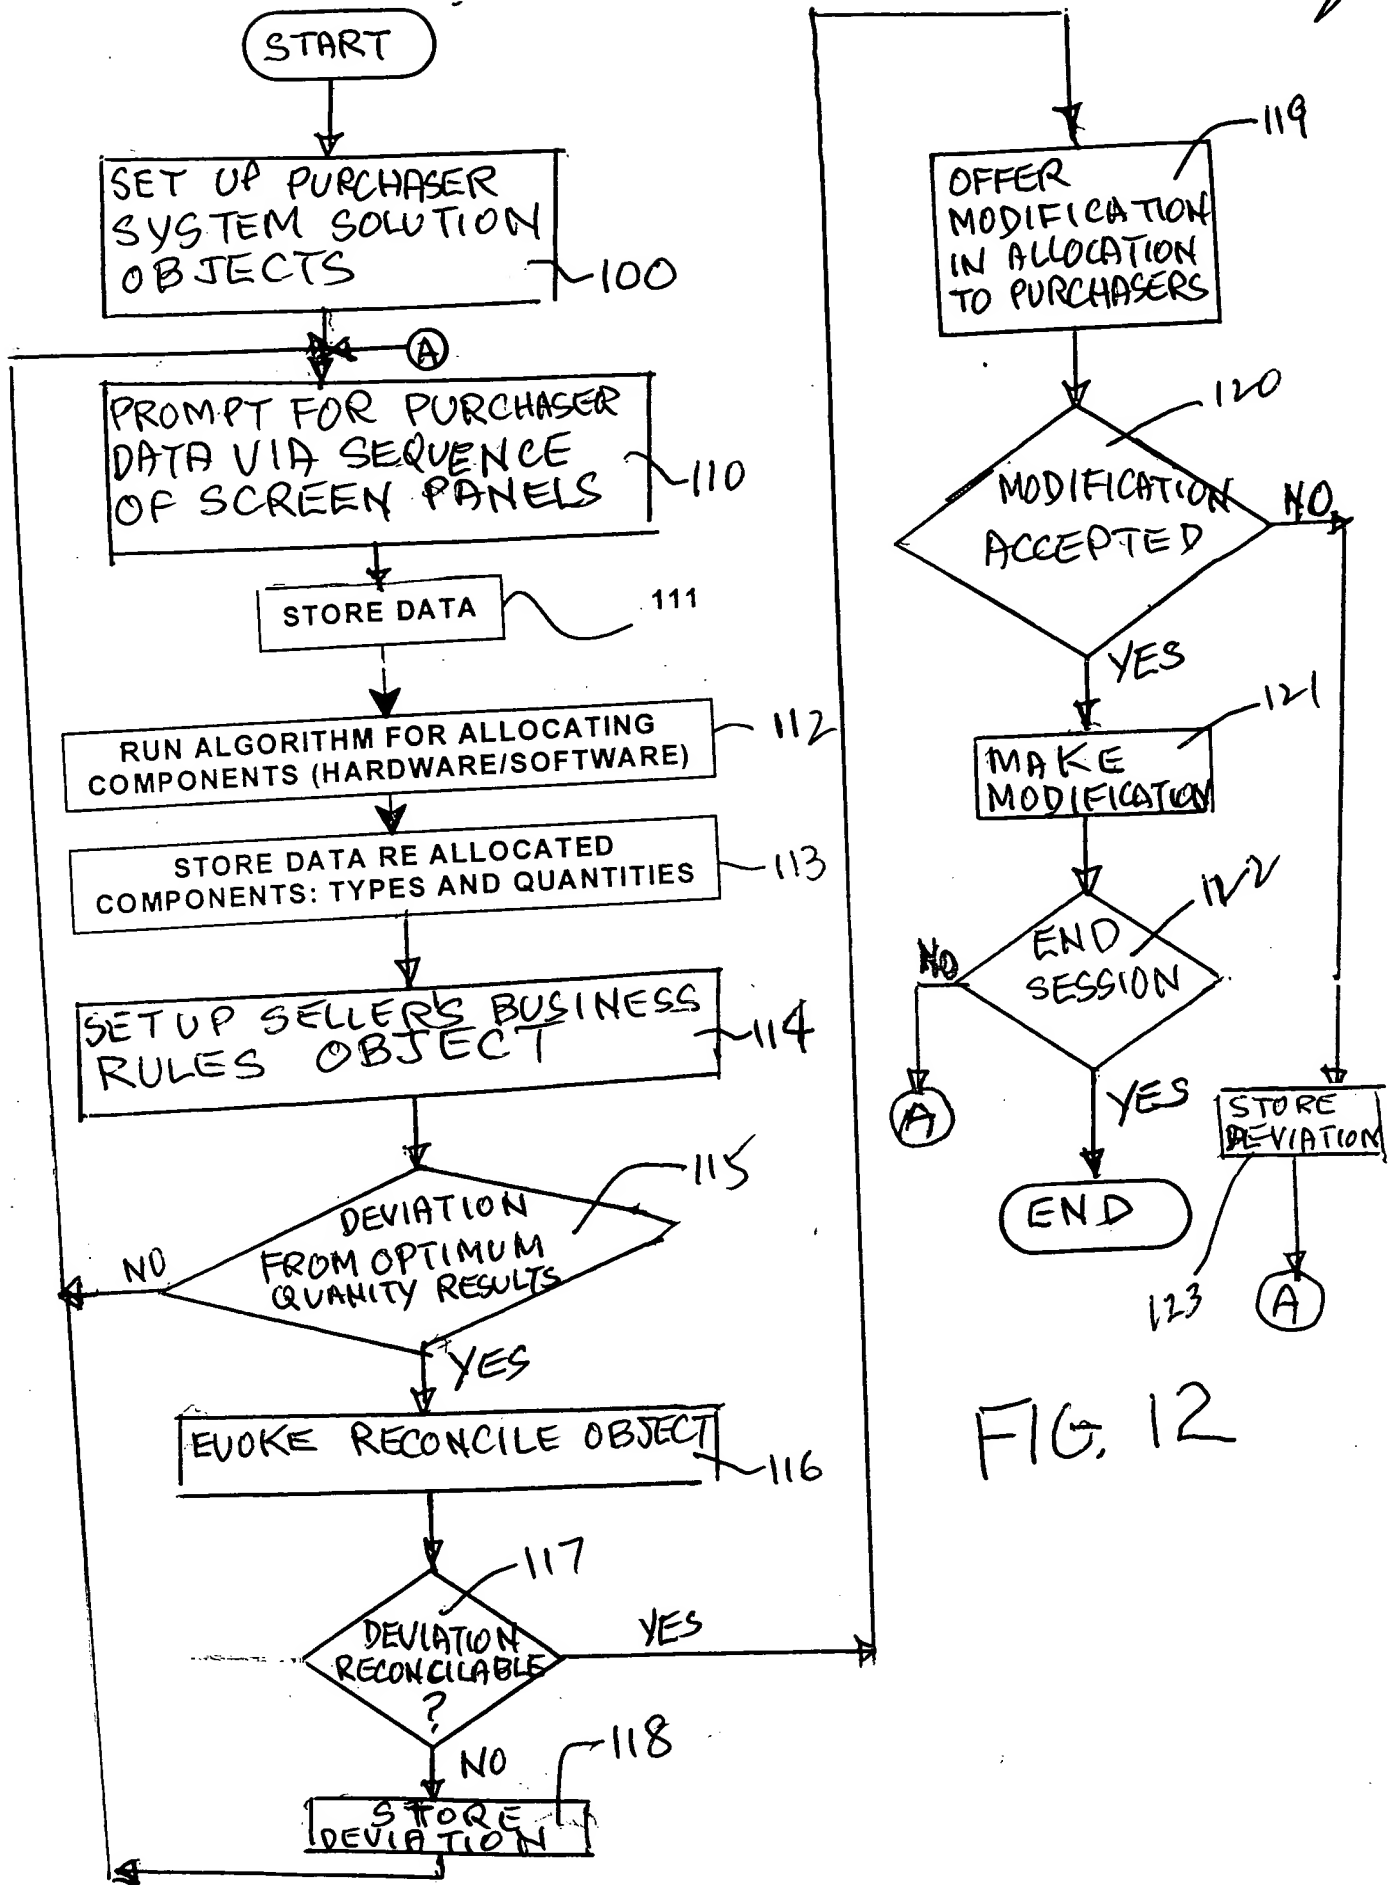 START
SET UP PURCHASER
SYSTEM SOLUTION
OBJECTS
100
A
PROMPT FOR PURCHASER
DATA VIA SEQUENCE
OF SCREEN PANELS
110
STORE DATA
111
RUN ALGORITHM FOR ALLOCATING
COMPONENTS (HARDWARE/SOFTWARE)
112
STORE DATA RE ALLOCATED
COMPONENTS: TYPES AND QUANTITIES
113
SETUP SELLER'S BUSINESS
RULES OBJECT
114
DEVIATION
FROM OPTIMUM
QUANITY RESULTS
115
NO
YES
EVOKE RECONCILE OBJECT
116
DEVIATION
RECONCILABLE
?
117
YES
NO
STORE
DEVIATION
118
OFFER
MODIFICATION
IN ALLOCATION
TO PURCHASERS
119
MODIFICATION
ACCEPTED
120
NO
YES
MAKE
MODIFICATION
121
END
SESSION
122
NO
A
YES
END
STORE
DEVIATION
123
A
FIG. 12